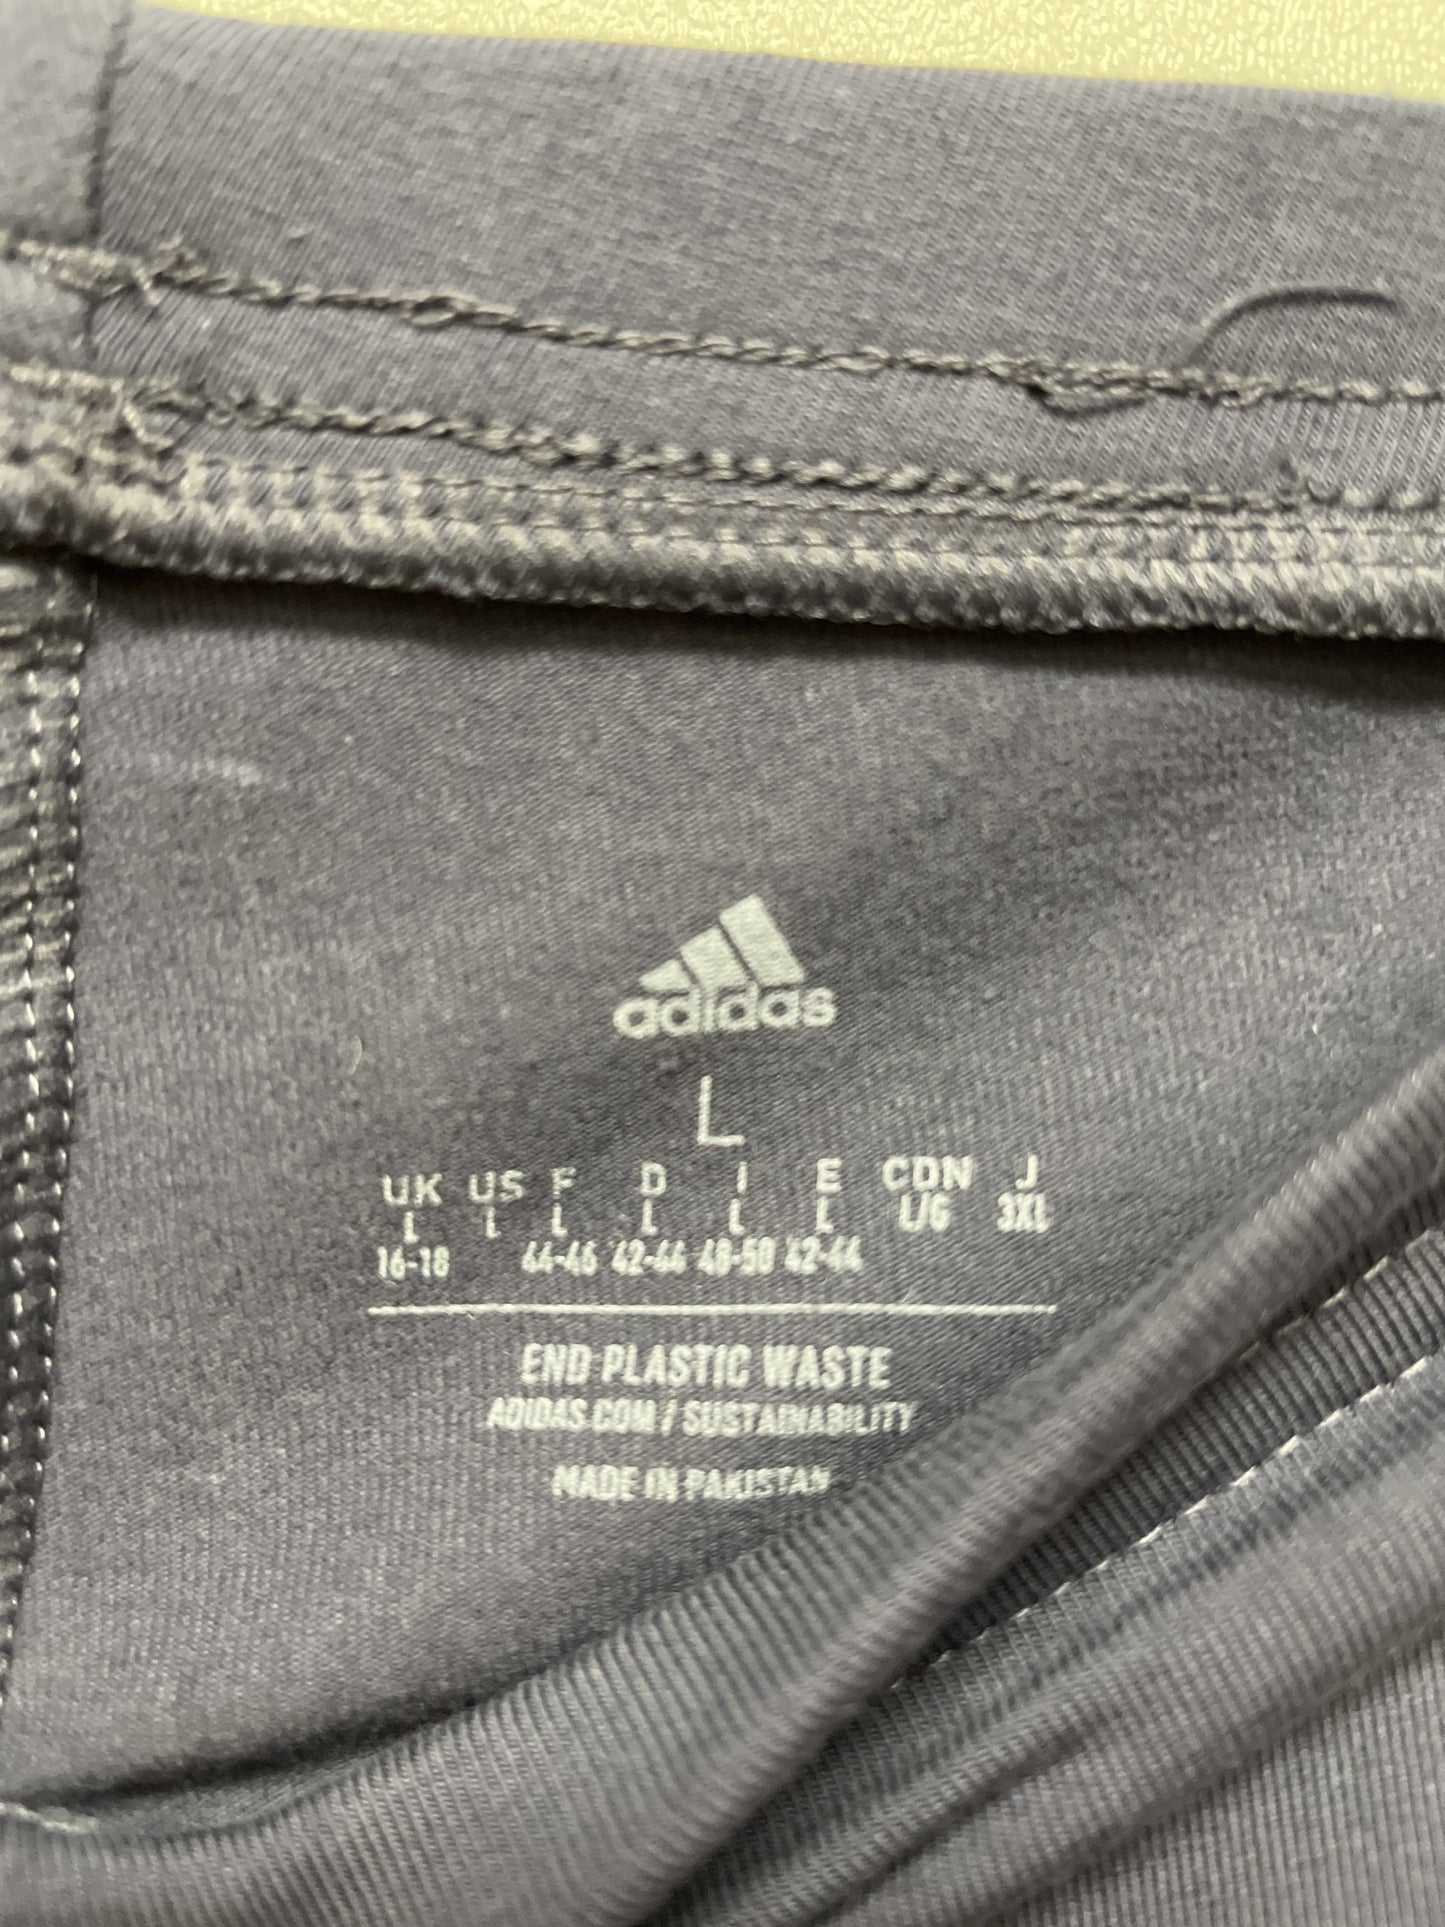 adidas
L
UK US F D I E CDN J
L L L L L L L/G 3XL
16-18 44-46 42-44 48-50 42-44
END PLASTIC WASTE
ADIDAS.COM / SUSTAINABILITY
MADE IN PAKISTAN